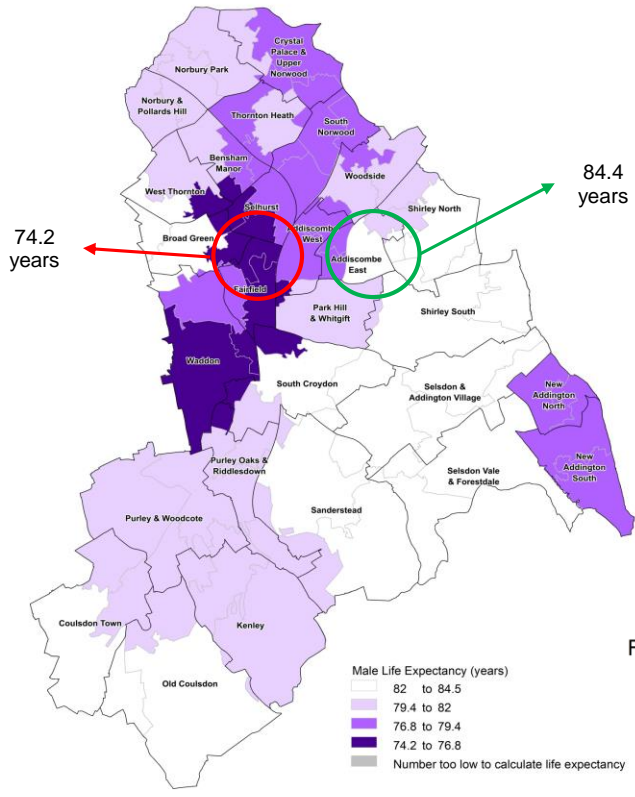 Crystal
Palace &
Upper
Norwood
Norbury Park
Norbury &
Pollards Hill
Thornton Heath
South
Norwood
Bensham
Manor
Woodside
84.4
years
West Thornton
Selhurst
Shirley North
74.2
years
Broad Green
Addiscombe
West
Addiscombe
East
Fairfield
Park Hill
& Whitgift
Shirley South
Waddon
South Croydon
Selsdon &
Addington Village
New
Addington
North
Purley Oaks &
Riddlesdown
Selsdon Vale
& Forestdale
New
Addington
South
Sanderstead
Purley & Woodcote
Coulsdon Town
Kenley
F
Old Coulsdon
Male Life Expectancy (years)
82 to 84.5
79.4 to 82
76.8 to 79.4
74.2 to 76.8
Number too low to calculate life expectancy